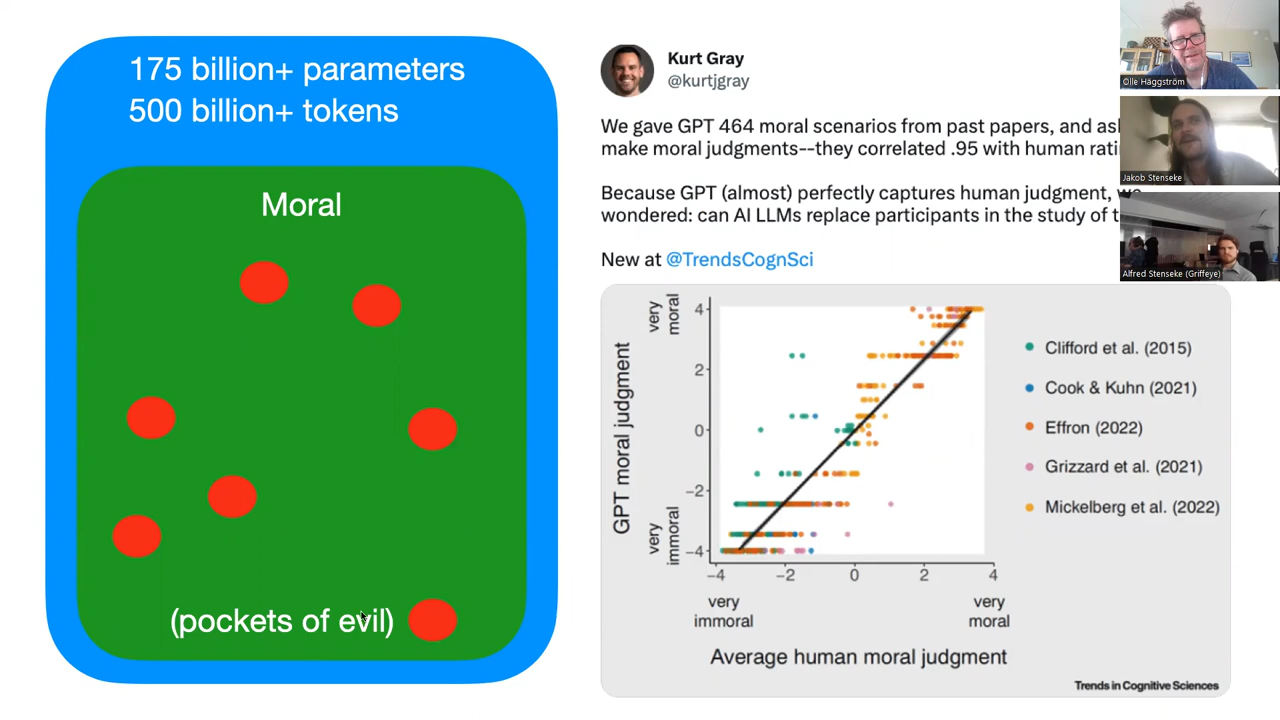 175 billion+ parameters
500 billion+ tokens
Moral
(pockets of evil)
Kurt Gray
@kurtjgray
We gave GPT 464 moral scenarios from past papers, and
make moral judgments--they correlated .95 with human
Because GPT (almost) perfectly captures human judgment, we
wondered: can AI LLMs replace participants in the study of
New at @TrendsCognSci
very moral
very immoral
GPT moral judgment
4
2
0
−2
−4
−4
−2
0
2
4
very immoral
very moral
Average human moral judgment
Clifford et al. (2015)
Cook & Kuhn (2021)
Effron (2022)
Grizzard et al. (2021)
Mickelberg et al. (2022)
Trends in Cognitive Sciences
Olle Häggström
Jakob Stenseke
Alfred Stenseke (Griffeye)